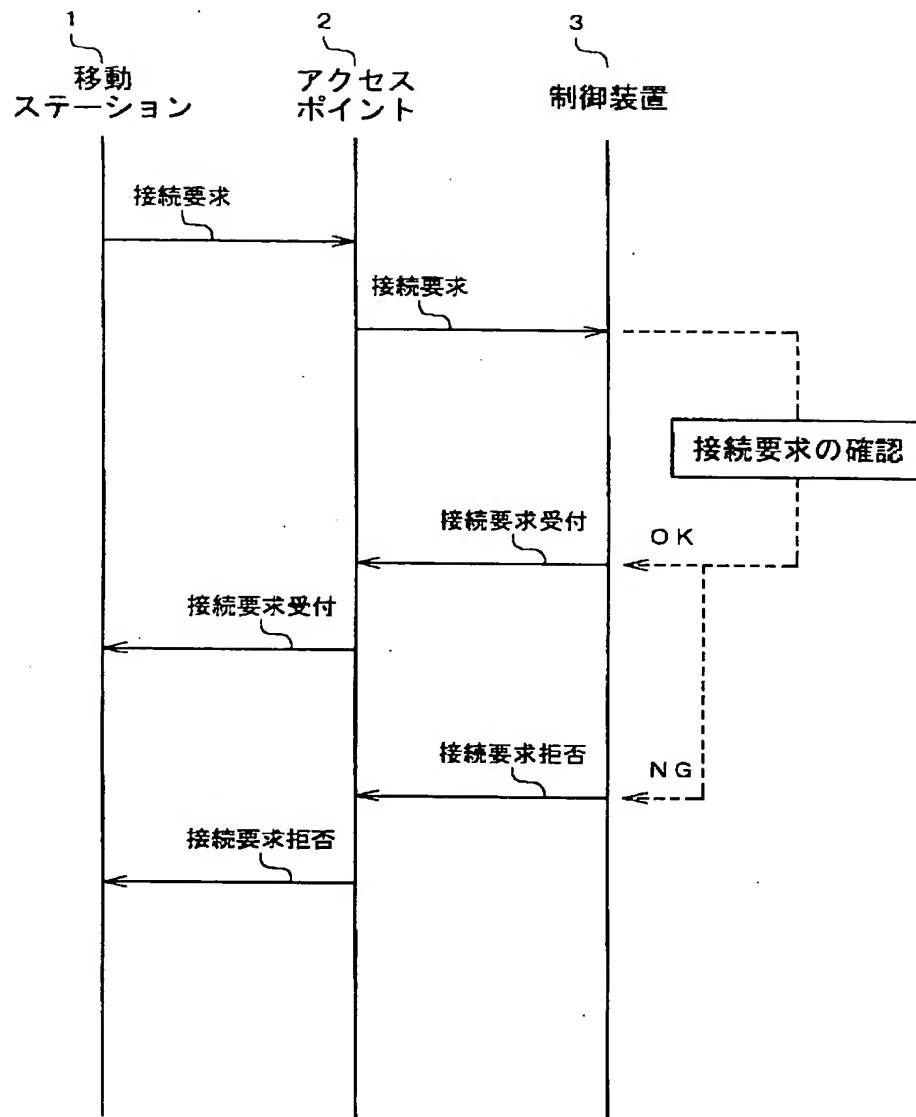 1
2
3
移動
ステーション
アクセス
ポイント
制御装置
接続要求
接続要求
接続要求の確認
接続要求受付
OK
接続要求受付
接続要求拒否
NG
接続要求拒否